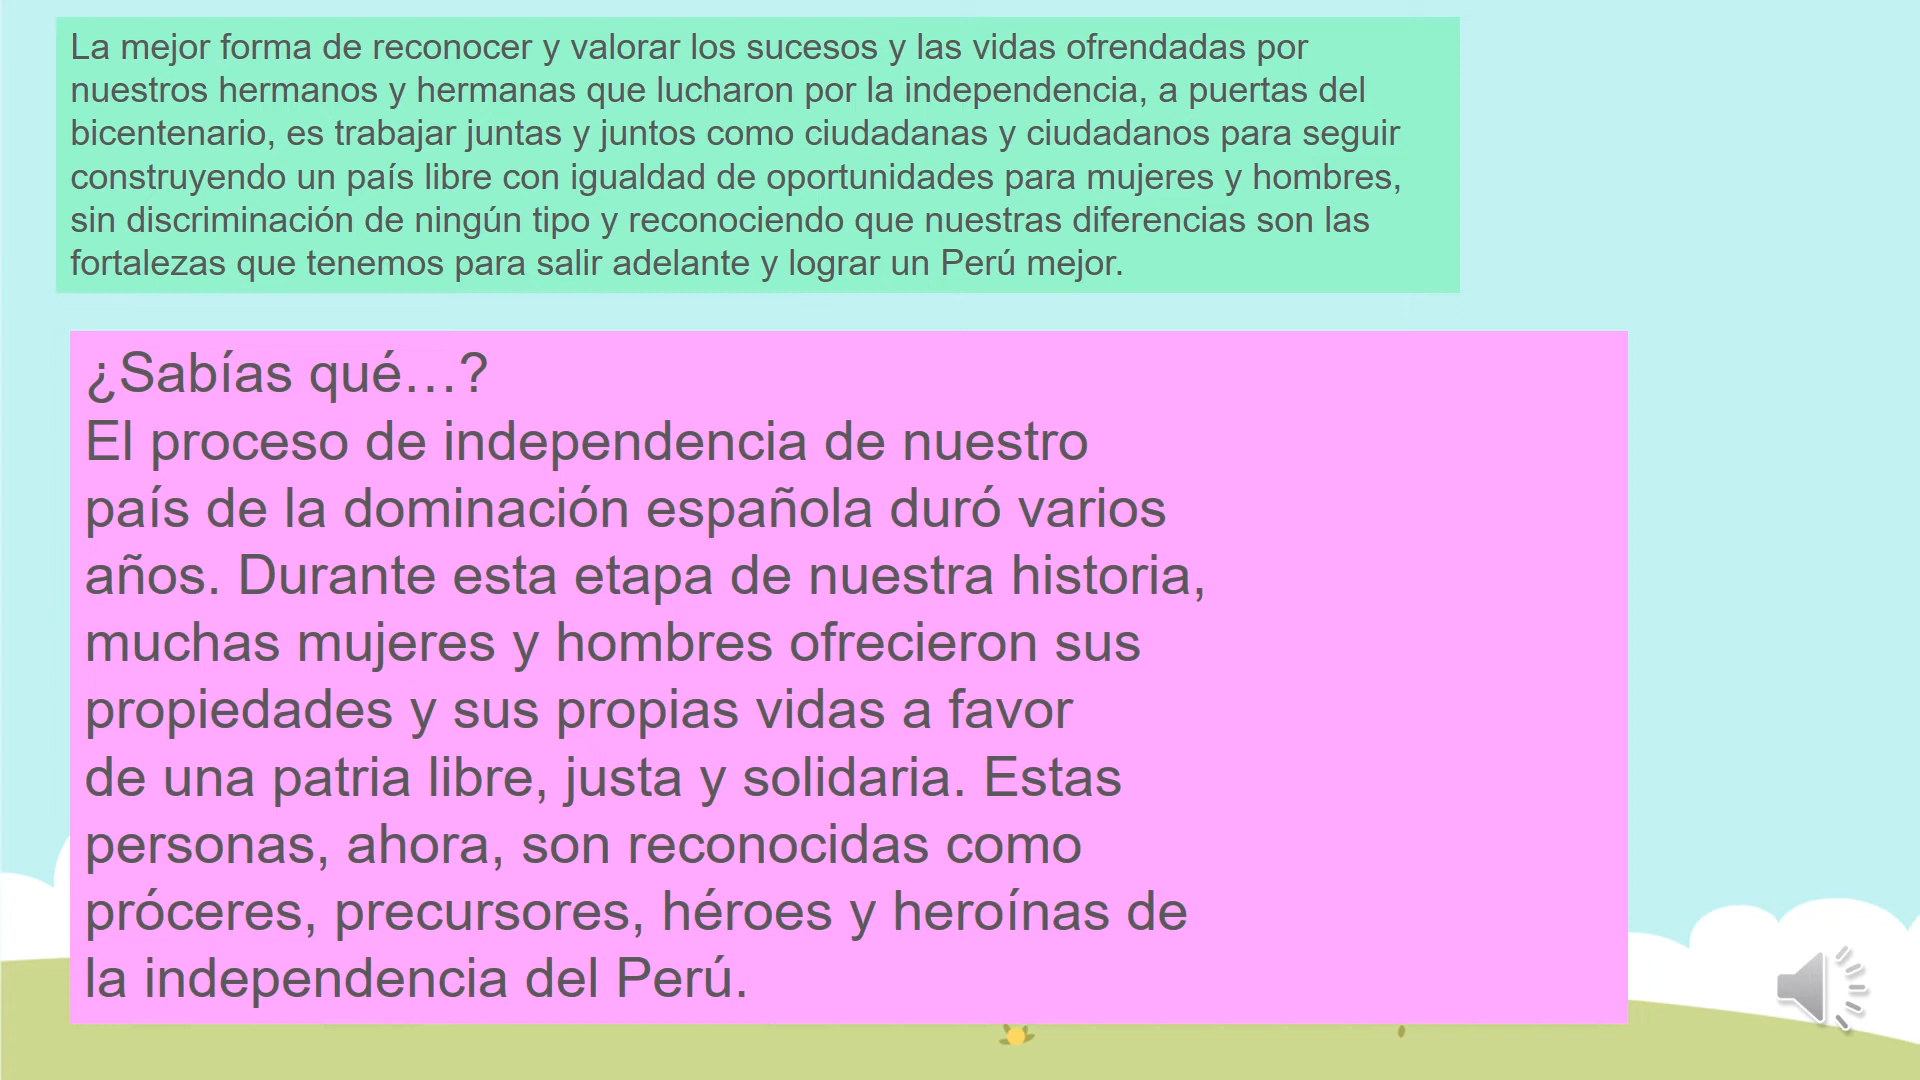 La mejor forma de reconocer y valorar los sucesos y las vidas ofrendadas por
nuestros hermanos y hermanas que lucharon por la independencia, a puertas del
bicentenario, es trabajar juntas y juntos como ciudadanas y ciudadanos para seguir
construyendo un país libre con igualdad de oportunidades para mujeres y hombres,
sin discriminación de ningún tipo y reconociendo que nuestras diferencias son las
fortalezas que tenemos para salir adelante y lograr un Perú mejor.
¿Sabías qué…?
El proceso de independencia de nuestro
país de la dominación española duró varios
años. Durante esta etapa de nuestra historia,
muchas mujeres y hombres ofrecieron sus
propiedades y sus propias vidas a favor
de una patria libre, justa y solidaria. Estas
personas, ahora, son reconocidas como
próceres, precursores, héroes y heroínas de
la independencia del Perú.